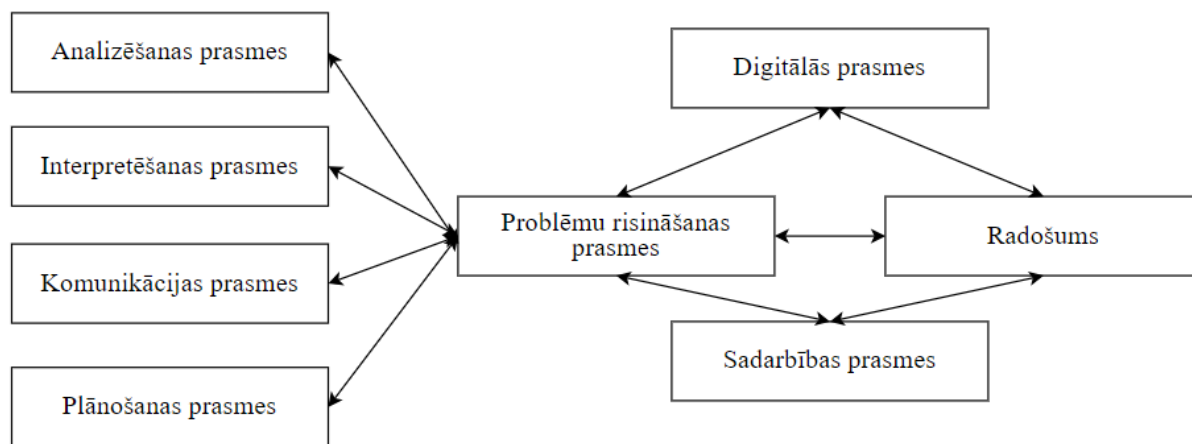 Analizēšanas prasmes
Interpretēšanas prasmes
Komunikācijas prasmes
Plānošanas prasmes
Problēmu risināšanas
prasmes
Digitālās prasmes
Radošums
Sadarbības prasmes